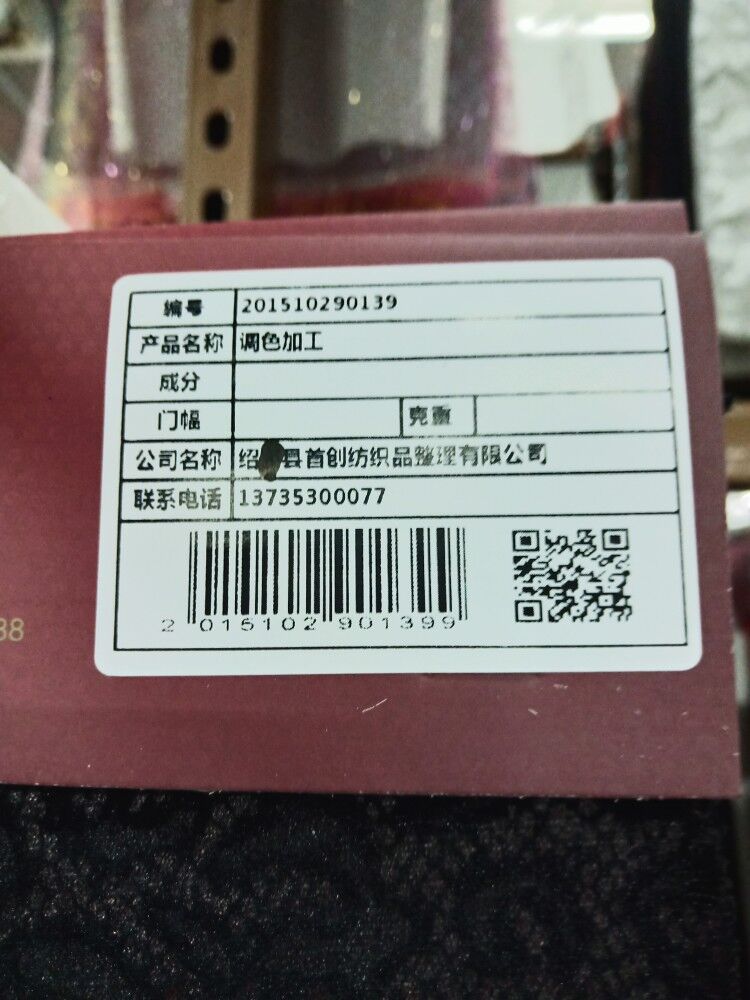 编号 201510290139
产品名称 调色加工
成分
门幅 克重
公司名称 绍 县首创纺织品整理有限公司
联系电话 13735300077
2 015102 901399
38